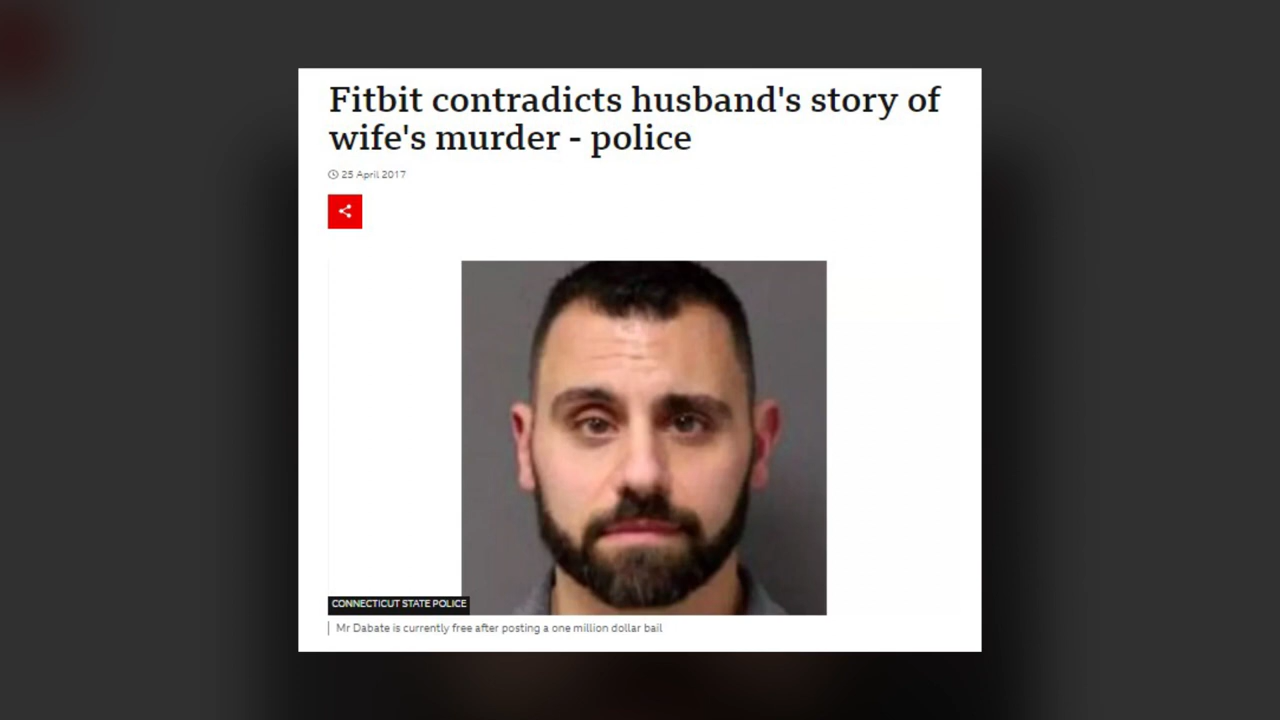 Fitbit contradicts husband's story of
wife's murder - police
25 April 2017
CONNECTICUT STATE POLICE
Mr Dabate is currently free after posting a one million dollar bail